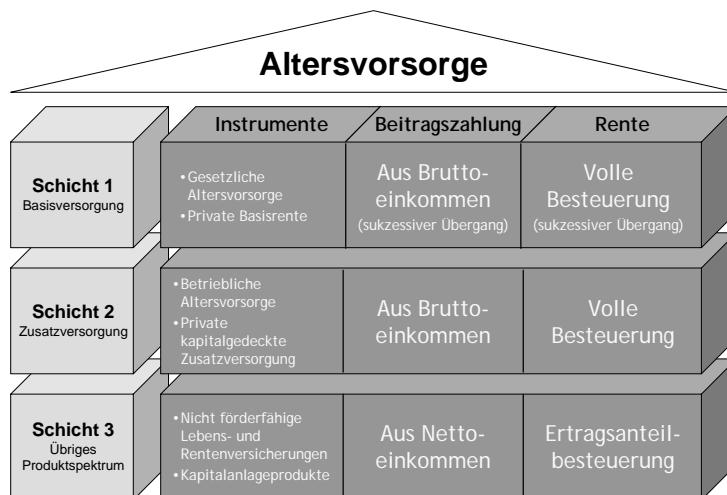 Altersvorsorge
Instrumente
Beitragszahlung
Rente
Schicht 1
Basisversorgung
• Gesetzliche
Altersvorsorge
• Private Basisrente
Aus Brutto-
einkommen
(sukzessiver Übergang)
Volle
Besteuerung
(sukzessiver Übergang)
Schicht 2
Zusatzversorgung
• Betriebliche
Altersvorsorge
• Private
kapitalgedeckte
Zusatzversorgung
Aus Brutto-
einkommen
Volle
Besteuerung
Schicht 3
Übriges
Produktspektrum
• Nicht förderfähige
Lebens- und
Rentenversicherungen
• Kapitalanlageprodukte
Aus Netto-
einkommen
Ertragsanteil-
besteuerung